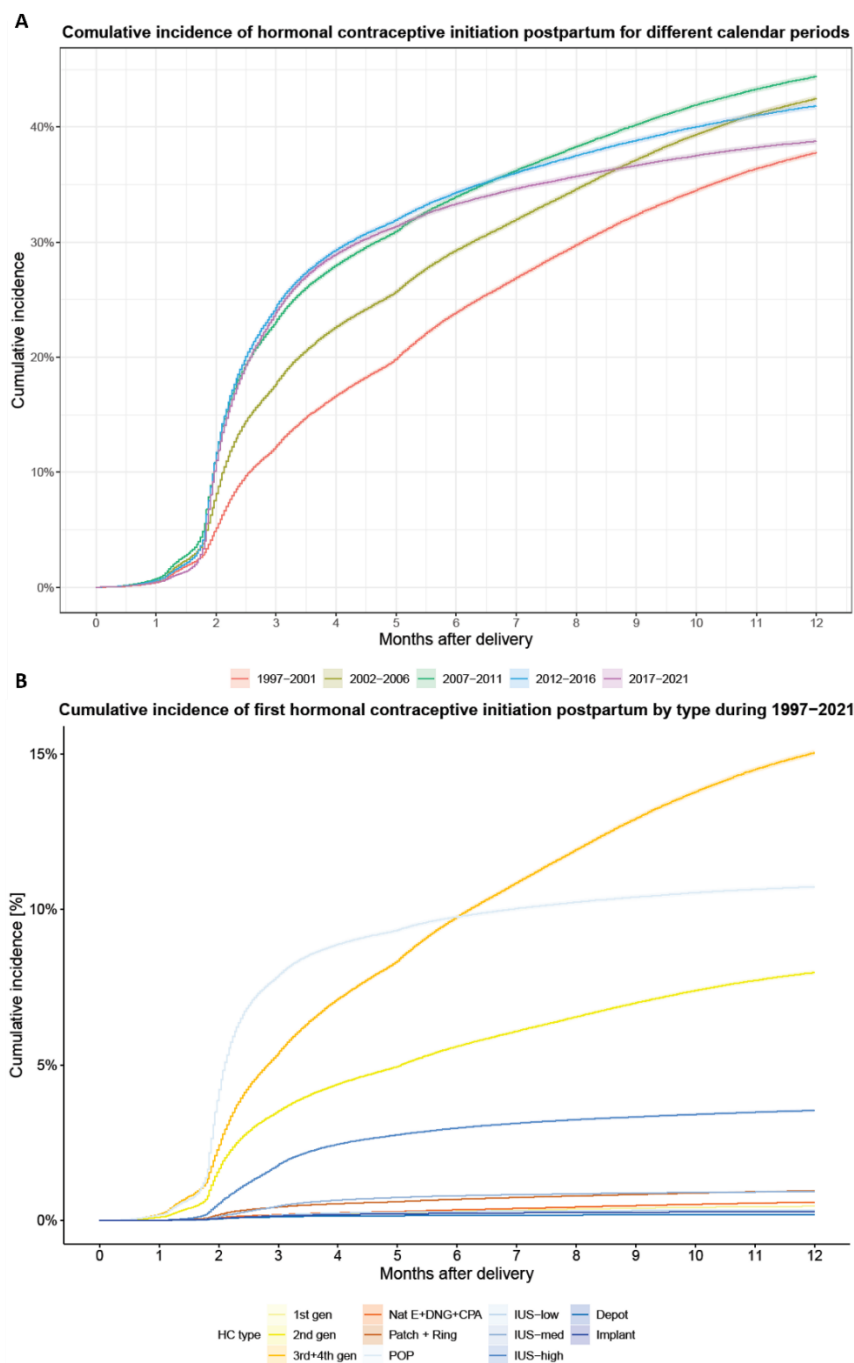 A
Comulative incidence of hormonal contraceptive initiation postpartum for different calendar periods
Cumulative incidence
40%
30%
20%
10%
0%
0 1 2 3 4 5 6 7 8 9 10 11 12
Months after delivery
1997−2001 2002−2006 2007−2011 2012−2016 2017−2021
B
Cumulative incidence of first hormonal contraceptive initiation postpartum by type during 1997−2021
Cumulative incidence [%]
15%
10%
5%
0%
0 1 2 3 4 5 6 7 8 9 10 11 12
Months after delivery
HC type
1st gen Nat E+DNG+CPA IUS−low Depot
2nd gen Patch + Ring IUS−med Implant
3rd+4th gen POP IUS−high